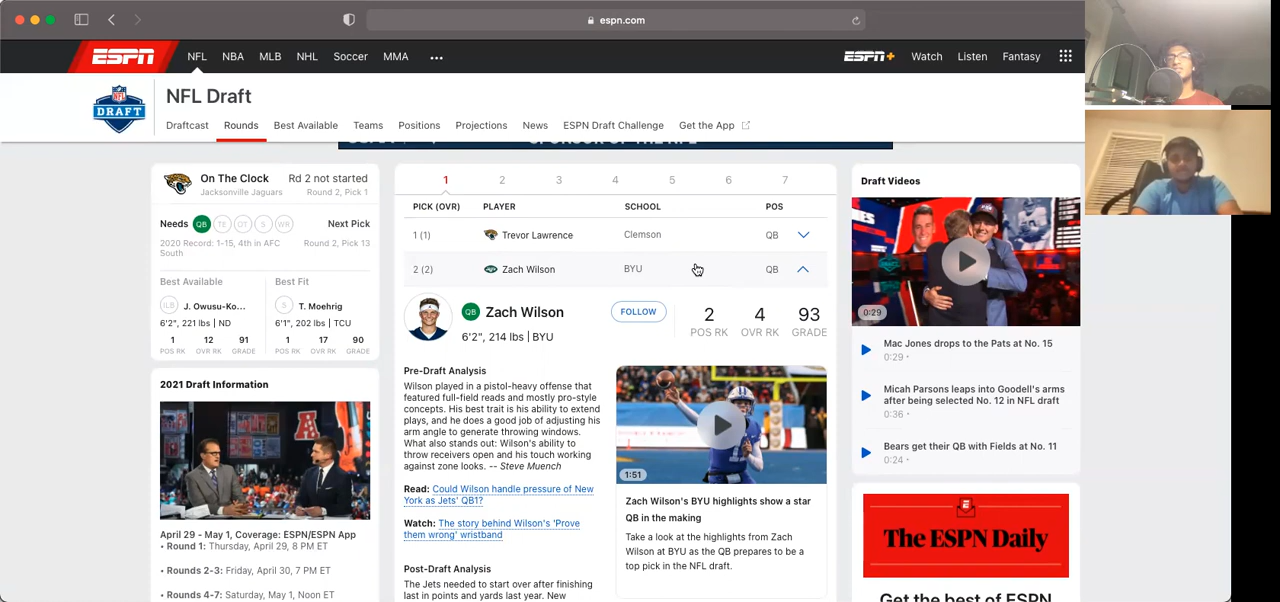 espn.com
ESPN
NFL
NBA
MLB
NHL
Soccer
MMA
...
ESPN+
Watch
Listen
Fantasy
NFL
DRAFT
NFL Draft
Draftcast
Rounds
Best Available
Teams
Positions
Projections
News
ESPN Draft Challenge
Get the App
On The Clock
Rd 2 not started
Jacksonville Jaguars
Round 2, Pick 1
Needs
QB
TE
OT
S
WR
Next Pick
2020 Record: 1-15, 4th in AFC
South
Round 2, Pick 13
Best Available
ILB
J. Owusu-Ko...
6'2", 221 lbs | ND
1
12
91
POS RK
OVR RK
GRADE
Best Fit
S
T. Moehrig
6'1", 202 lbs | TCU
1
17
90
POS RK
OVR RK
GRADE
2021 Draft Information
April 29 - May 1, Coverage: ESPN/ESPN App
• Round 1: Thursday, April 29, 8 PM ET
• Rounds 2-3: Friday, April 30, 7 PM ET
• Rounds 4-7: Saturday, May 1, Noon ET
1
2
3
4
5
6
7
PICK (OVR)
PLAYER
SCHOOL
POS
1 (1)
Trevor Lawrence
Clemson
QB
2 (2)
Zach Wilson
BYU
QB
QB
Zach Wilson
6'2", 214 lbs | BYU
FOLLOW
2
4
93
POS RK
OVR RK
GRADE
Pre-Draft Analysis
Wilson played in a pistol-heavy offense that
featured full-field reads and mostly pro-style
concepts. His best trait is his ability to extend
plays, and he does a good job of adjusting his
arm angle to generate throwing windows.
What also stands out: Wilson's ability to
throw receivers open and his touch working
against zone looks. -- Steve Muench
Read: Could Wilson handle pressure of New
York as Jets' QB1?
Watch: The story behind Wilson's 'Prove
them wrong' wristband
Post-Draft Analysis
The Jets needed to start over after finishing
last in points and yards last year. New
1:51
Zach Wilson's BYU highlights show a star
QB in the making
Take a look at the highlights from Zach
Wilson at BYU as the QB prepares to be a
top pick in the NFL draft.
Draft Videos
0:29
Mac Jones drops to the Pats at No. 15
0:29 •
Micah Parsons leaps into Goodell's arms
after being selected No. 12 in NFL draft
0:36 •
Bears get their QB with Fields at No. 11
0:24 •
The ESPN Daily
Get the best of ESPN